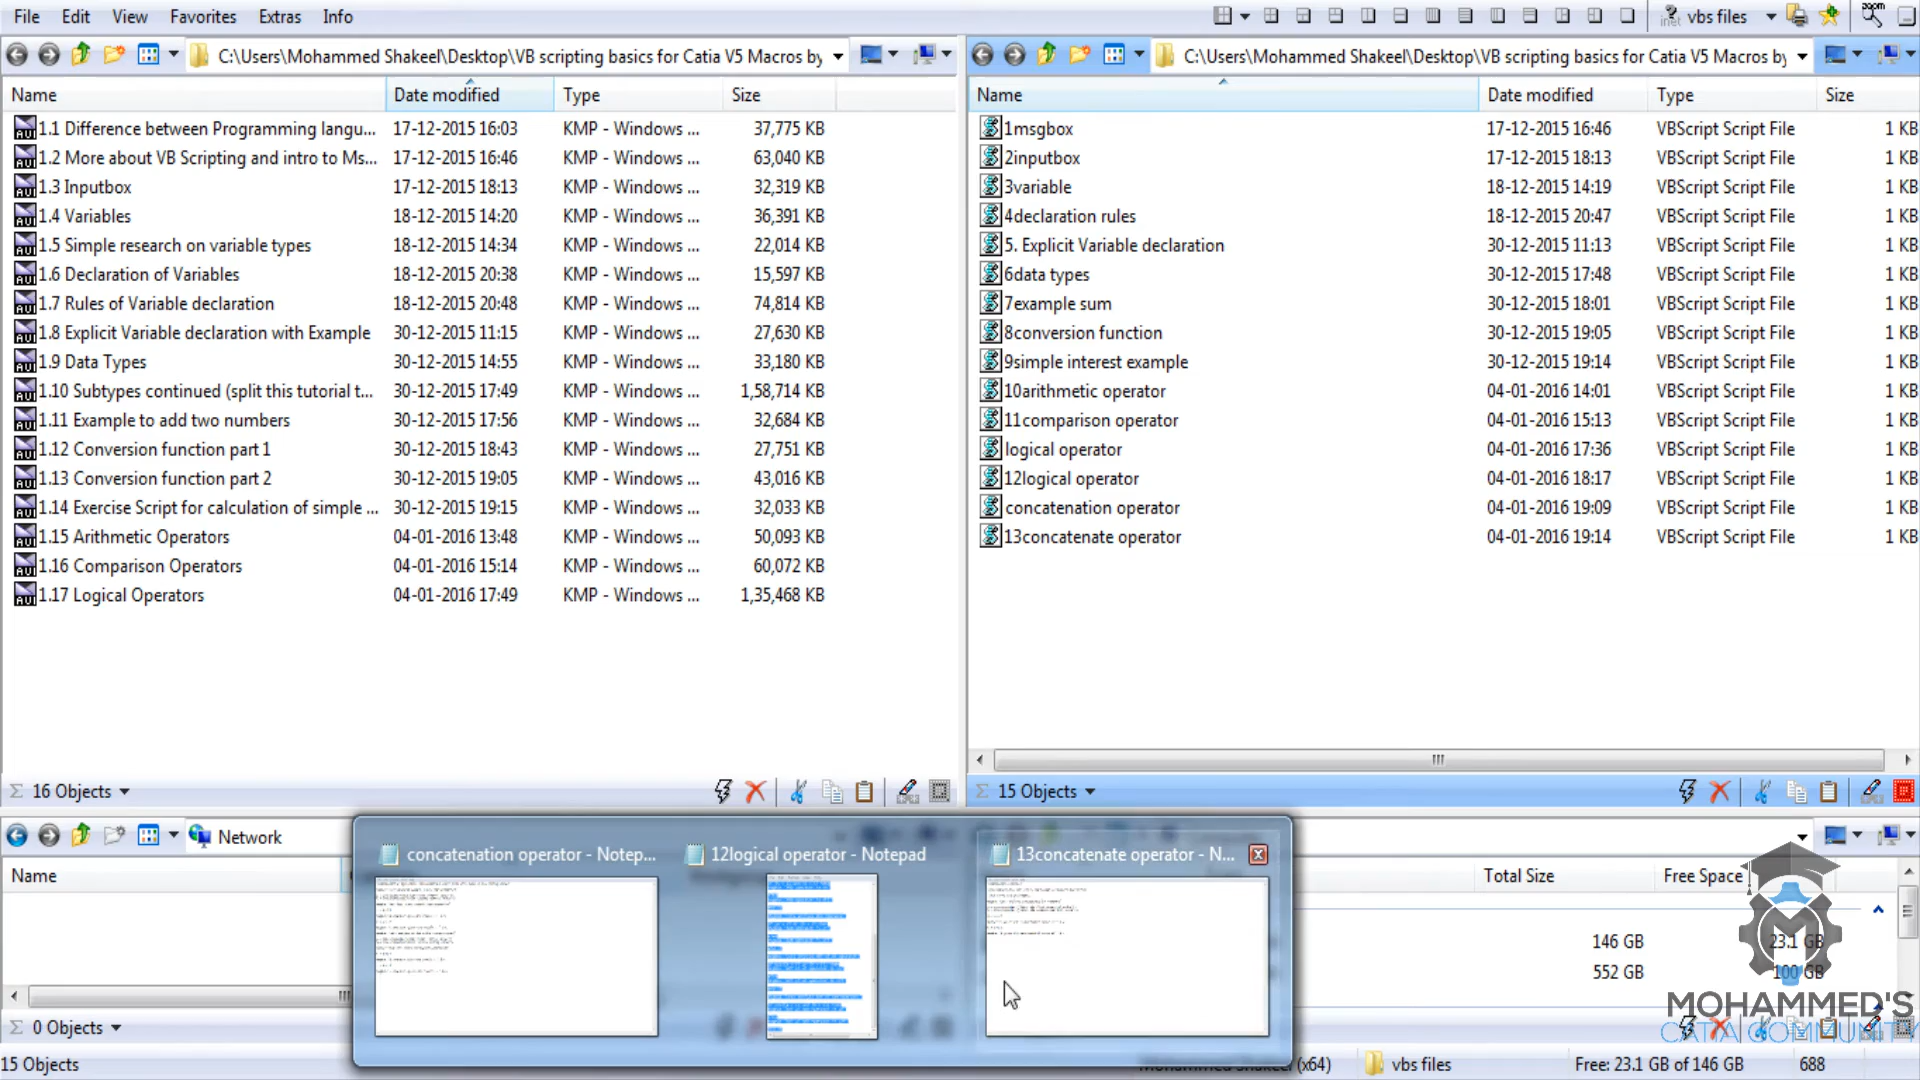 File Edit View Favorites Extras Info
vbs files
C:\Users\Mohammed Shakeel\Desktop\VB scripting basics for Catia V5 Macros by
Name Date modified Type Size
1.1 Difference between Programming langu... 17-12-2015 16:03 KMP - Windows ... 37,775 KB
1.2 More about VB Scripting and intro to Ms... 17-12-2015 16:46 KMP - Windows ... 63,040 KB
1.3 Inputbox 17-12-2015 18:13 KMP - Windows ... 32,319 KB
1.4 Variables 18-12-2015 14:20 KMP - Windows ... 36,391 KB
1.5 Simple research on variable types 18-12-2015 14:34 KMP - Windows ... 22,014 KB
1.6 Declaration of Variables 18-12-2015 20:38 KMP - Windows ... 15,597 KB
1.7 Rules of Variable declaration 18-12-2015 20:48 KMP - Windows ... 74,814 KB
1.8 Explicit Variable declaration with Example 30-12-2015 11:15 KMP - Windows ... 27,630 KB
1.9 Data Types 30-12-2015 14:55 KMP - Windows ... 33,180 KB
1.10 Subtypes continued (split this tutorial t... 30-12-2015 17:49 KMP - Windows ... 1,58,714 KB
1.11 Example to add two numbers 30-12-2015 17:56 KMP - Windows ... 32,684 KB
1.12 Conversion function part 1 30-12-2015 18:43 KMP - Windows ... 27,751 KB
1.13 Conversion function part 2 30-12-2015 19:05 KMP - Windows ... 43,016 KB
1.14 Exercise Script for calculation of simple ... 30-12-2015 19:15 KMP - Windows ... 32,033 KB
1.15 Arithmetic Operators 04-01-2016 13:48 KMP - Windows ... 50,093 KB
1.16 Comparison Operators 04-01-2016 15:14 KMP - Windows ... 60,072 KB
1.17 Logical Operators 04-01-2016 17:49 KMP - Windows ... 1,35,468 KB
16 Objects
C:\Users\Mohammed Shakeel\Desktop\VB scripting basics for Catia V5 Macros by
Name Date modified Type Size
1msgbox 17-12-2015 16:46 VBScript Script File 1 KB
2inputbox 17-12-2015 18:13 VBScript Script File 1 KB
3variable 18-12-2015 14:19 VBScript Script File 1 KB
4declaration rules 18-12-2015 20:47 VBScript Script File 1 KB
5. Explicit Variable declaration 30-12-2015 11:13 VBScript Script File 1 KB
6data types 30-12-2015 17:48 VBScript Script File 1 KB
7example sum 30-12-2015 18:01 VBScript Script File 1 KB
8conversion function 30-12-2015 19:05 VBScript Script File 1 KB
9simple interest example 30-12-2015 19:14 VBScript Script File 1 KB
10arithmetic operator 04-01-2016 14:01 VBScript Script File 1 KB
11comparison operator 04-01-2016 15:13 VBScript Script File 1 KB
logical operator 04-01-2016 17:36 VBScript Script File 1 KB
12logical operator 04-01-2016 18:17 VBScript Script File 1 KB
concatenation operator 04-01-2016 19:09 VBScript Script File 1 KB
13concatenate operator 04-01-2016 19:14 VBScript Script File 1 KB
15 Objects
Network
Name
0 Objects
concatenation operator - Notep...
12logical operator - Notepad
13concatenate operator - N...
Total Size Free Space
146 GB 23.1 GB
552 GB 100 GB
MOHAMMED'S
CATIA COMMUNITY
15 Objects
Mohammed Shakeel (x64) vbs files Free: 23.1 GB of 146 GB 688